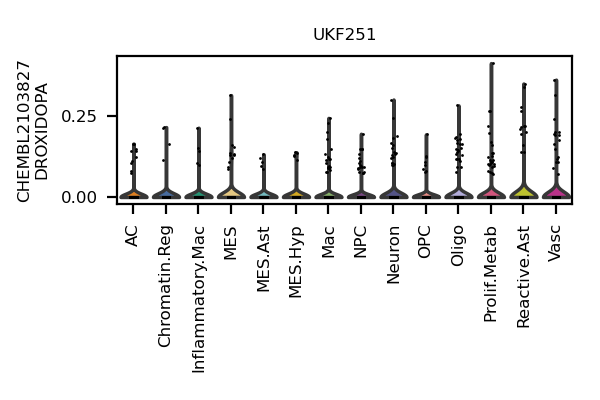 UKF251
CHEMBL2103827
DROXIDOPA
0.25
0.00
AC
Chromatin.Reg
Inflammatory.Mac
MES
MES.Ast
MES.Hyp
Mac
NPC
Neuron
OPC
Oligo
Prolif.Metab
Reactive.Ast
Vasc